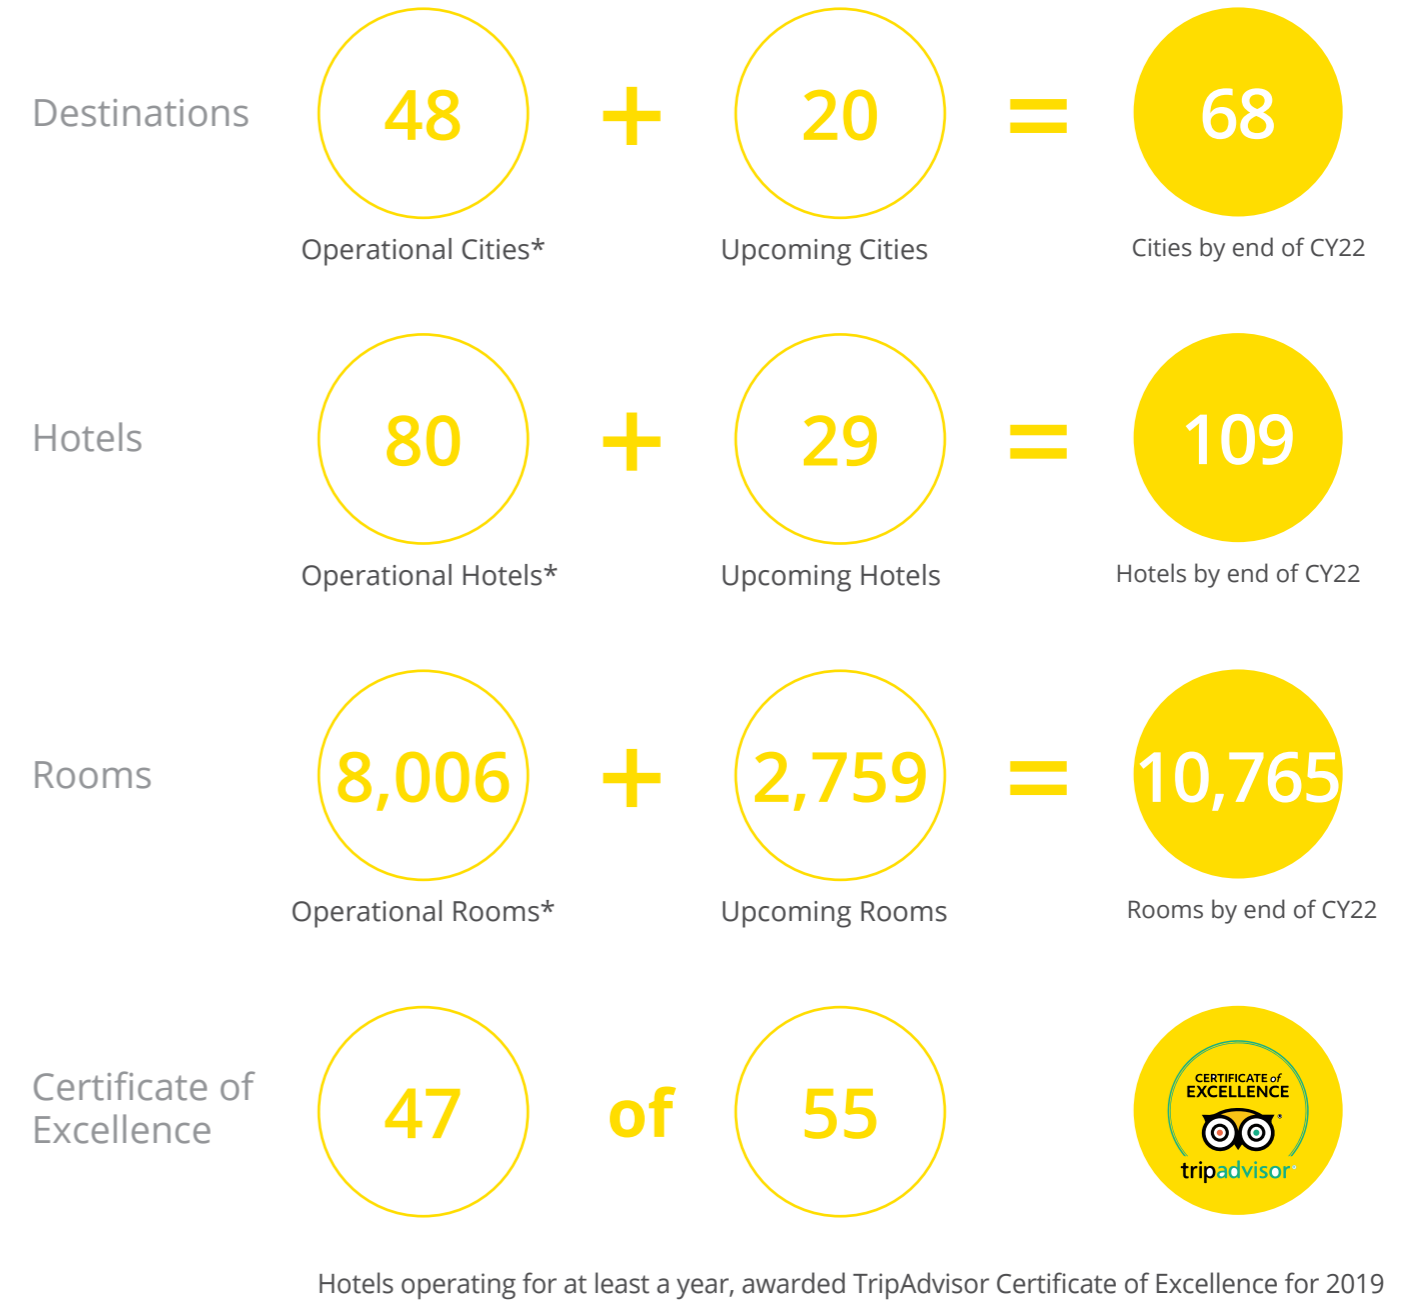 Destinations
48
+
20
=
68
Operational Cities*
Upcoming Cities
Cities by end of CY22
Hotels
80
+
29
=
109
Operational Hotels*
Upcoming Hotels
Hotels by end of CY22
Rooms
8,006
+
2,759
=
10,765
Operational Rooms*
Upcoming Rooms
Rooms by end of CY22
Certificate of
Excellence
47
of
55
CERTIFICATE of
EXCELLENCE
tripadvisor
Hotels operating for at least a year, awarded TripAdvisor Certificate of Excellence for 2019